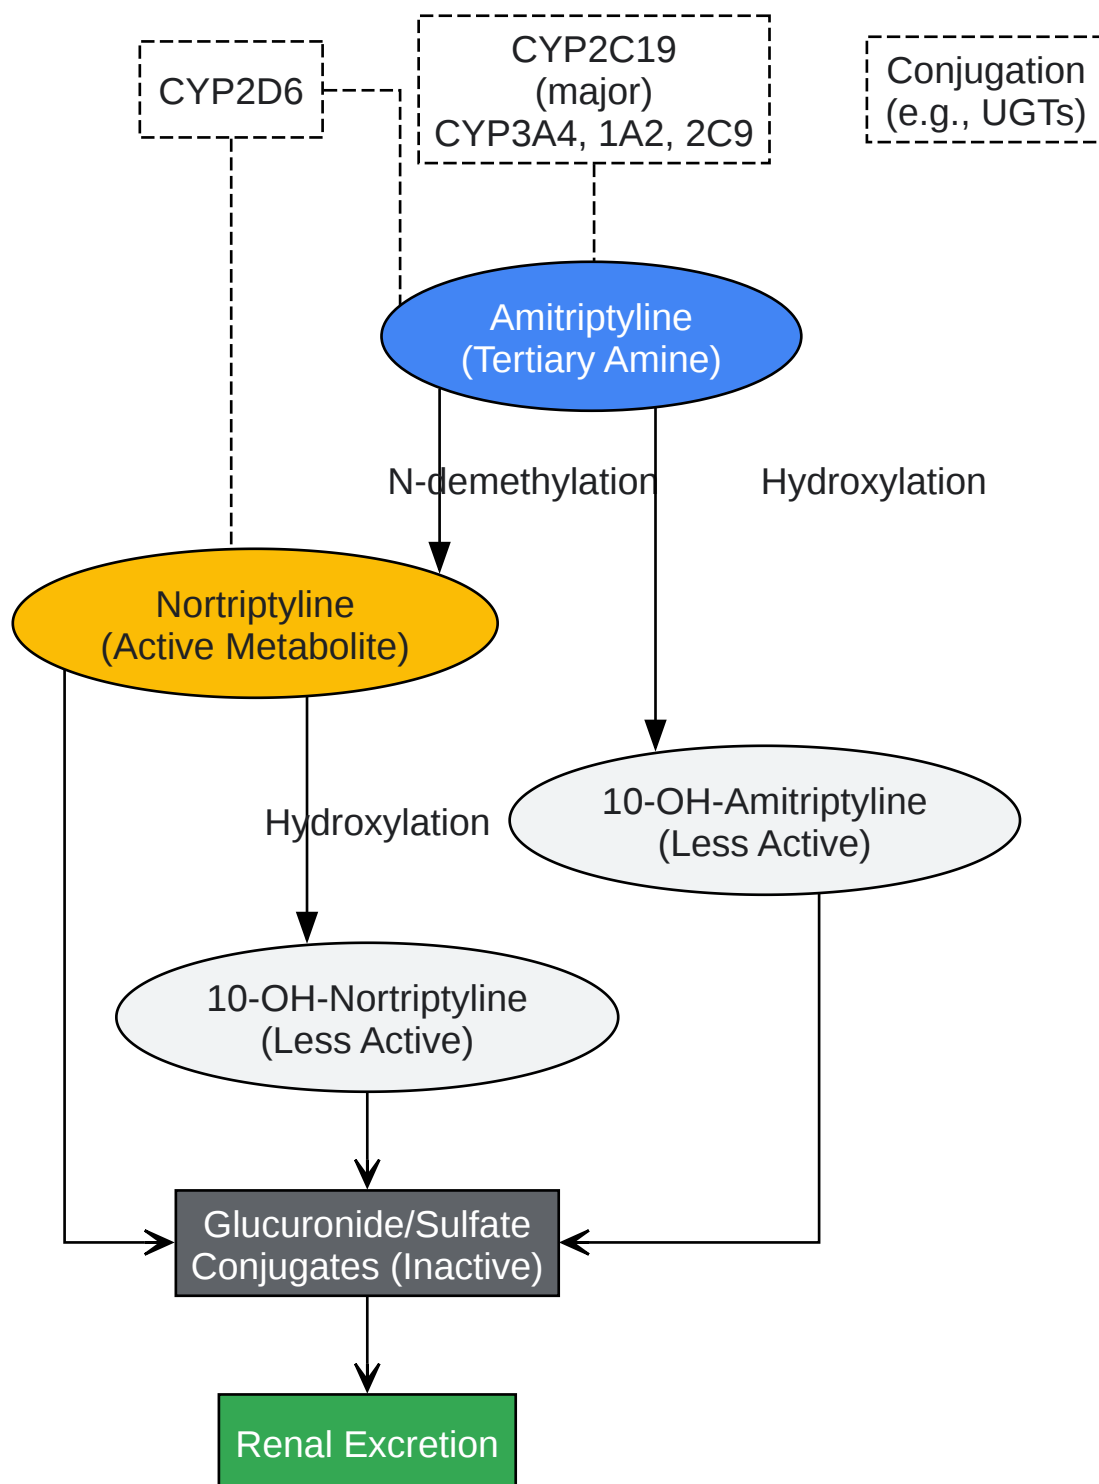 CYP2D6
CYP2C19
(major)
CYP3A4, 1A2, 2C9
Conjugation
(e.g., UGTs)
Amitriptyline
(Tertiary Amine)
N-demethylation
Hydroxylation
Nortriptyline
(Active Metabolite)
10-OH-Amitriptyline
(Less Active)
Hydroxylation
10-OH-Nortriptyline
(Less Active)
Glucuronide/Sulfate
Conjugates (Inactive)
Renal Excretion